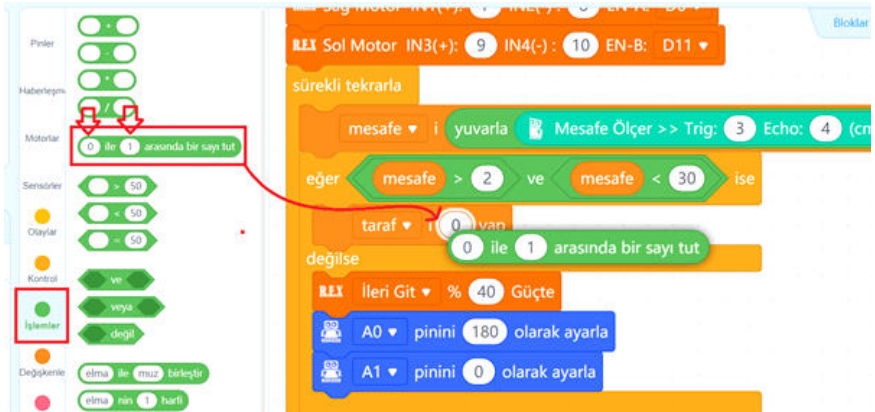 Pinler
Haberleşme
Motorlar
Sensörler
Olaylar
Kontrol
İşlemler
Değişkenle
+
-
*
/
0 ile 1 arasında bir sayı tut
> 50
< 50
= 50
ve
veya
değil
elma ile muz birleştir
elma nin 1 harfi
REX Sağ Motor IN1(+): 7 IN2(-) : EN-A:
REX Sol Motor IN3(+): 9 IN4(-) : 10 EN-B: D11
sürekli tekrarla
mesafe i yuvarla Mesafe Ölçer >> Trig: 3 Echo: 4 (cm
eğer mesafe > 2 ve mesafe < 30 ise
taraf i 0 yap
0 ile 1 arasında bir sayı tut
değilse
REX İleri Git % 40 Güçte
A0 pinini 180 olarak ayarla
A1 pinini 0 olarak ayarla
Bloklar